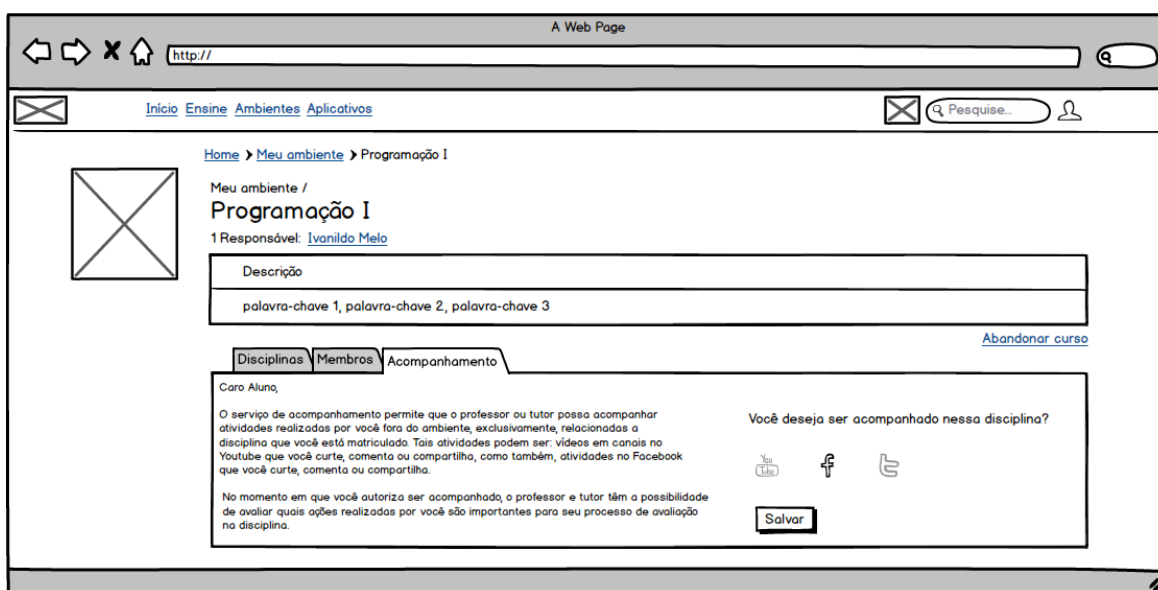 A Web Page
http://
Início Ensine Ambientes Aplicativos
Pesquise...
Home > Meu ambiente > Programação I
Meu ambiente /
Programação I
1 Responsável: Ivanildo Melo
Descrição
palavra-chave 1, palavra-chave 2, palavra-chave 3
Abandonar curso
Disciplinas Membros Acompanhamento
Caro Aluno,
O serviço de acompanhamento permite que o professor ou tutor possa acompanhar
atividades realizadas por você fora do ambiente, exclusivamente, relacionadas a
disciplina que você está matriculado. Tais atividades podem ser: vídeos em canais no
Youtube que você curte, comenta ou compartilha, como também, atividades no Facebook
que você curte, comenta ou compartilha.
No momento em que você autoriza ser acompanhado, o professor e tutor têm a possibilidade
de avaliar quais ações realizadas por você são importantes para seu processo de avaliação
na disciplina.
Você deseja ser acompanhado nessa disciplina?
You
Tube
Salvar